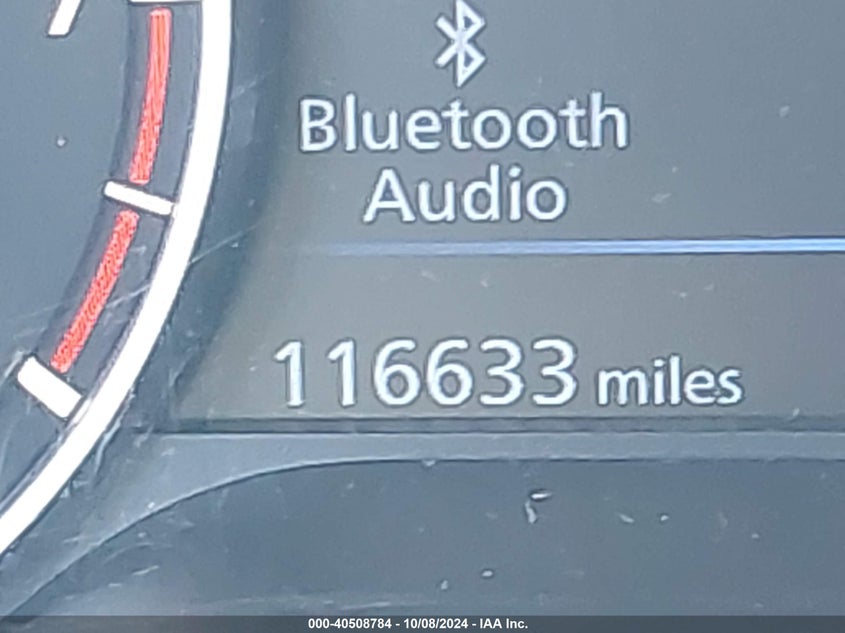 Bluetooth
Audio
116633 miles
000-40508784 - 10/08/2024 - IAA Inc.